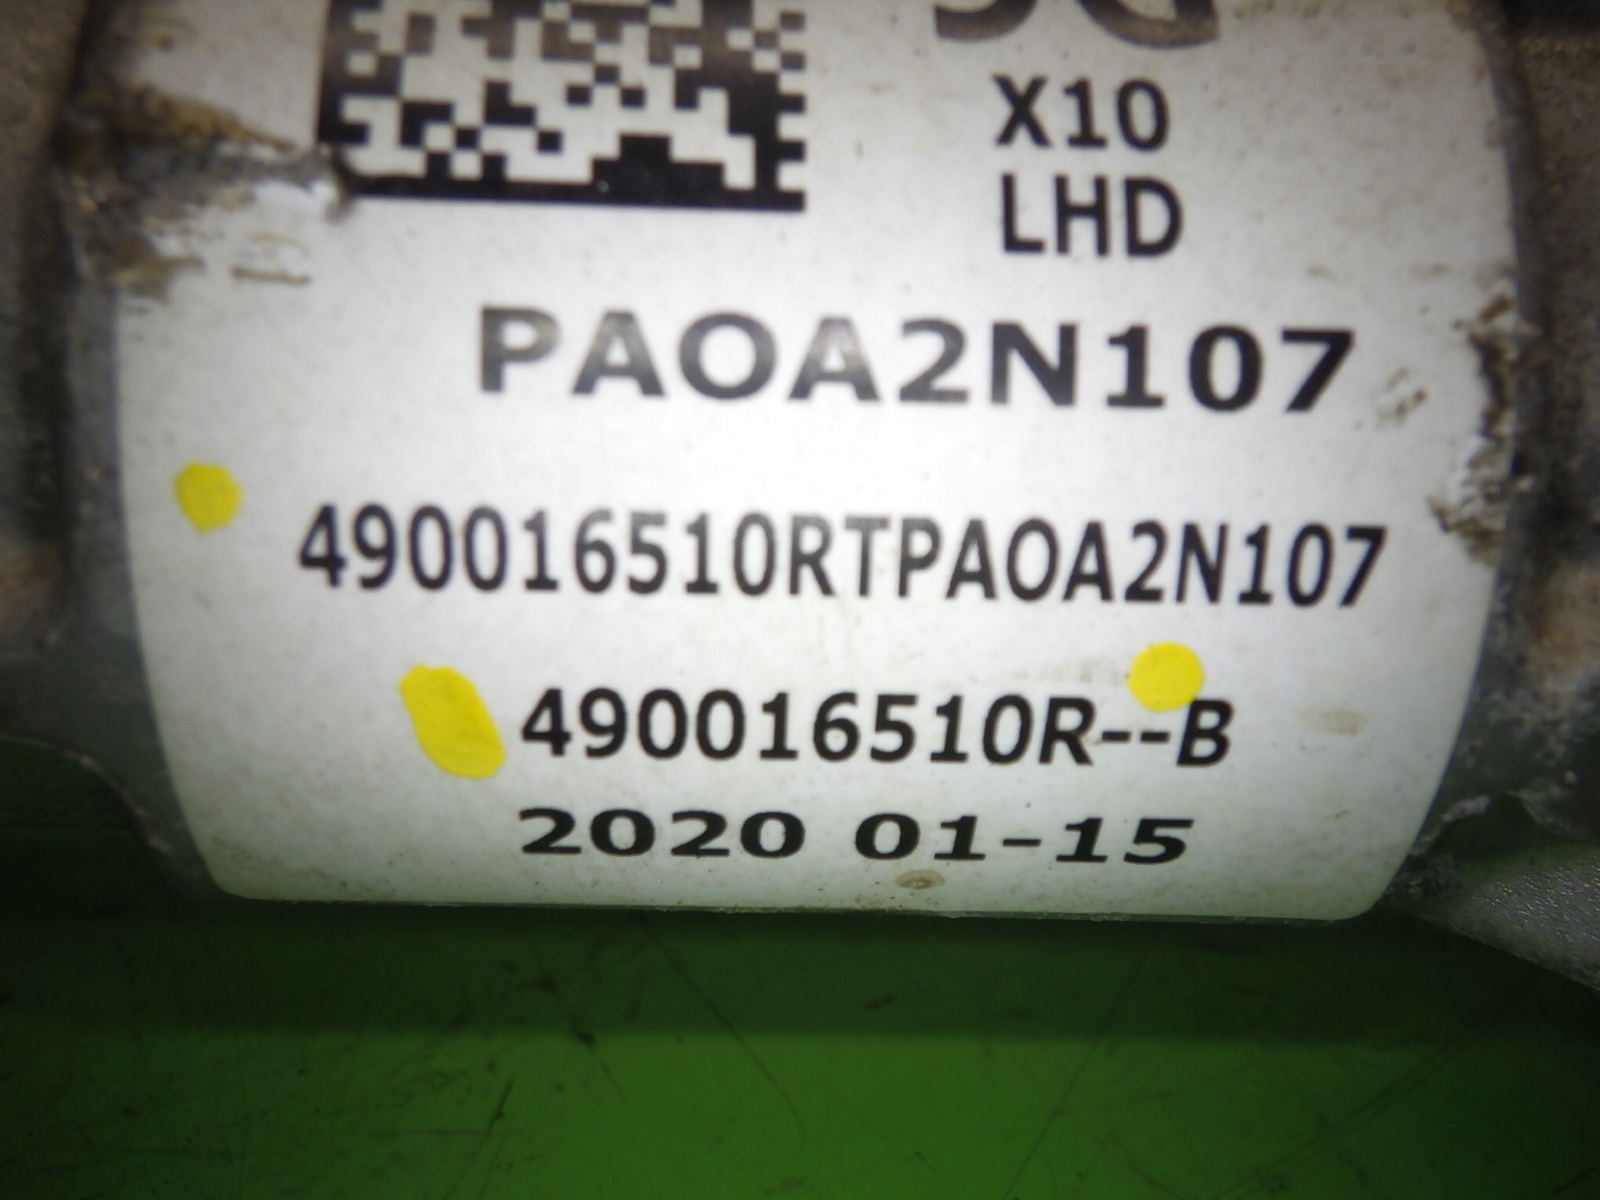 X10
LHD
PAOA2N107
490016510RTPAOA2N107
490016510R--B
2020 01-15